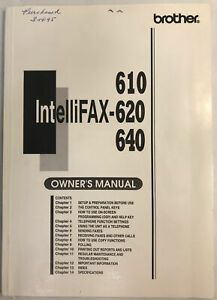 Purchased
brother
610
IntelliFAX-620
640
OWNER'S MANUAL
CONTENTS
Chapter 1 SETUP & PREPARATION BEFORE USE
Chapter 2 THE CONTROL PANEL KEYS
Chapter 3 HOW TO USE ON-SCREEN
PROGRAMMING (OSP) AND HELP KEY
Chapter 4 TELEPHONE FUNCTION SETTINGS
Chapter 5 USING THE UNIT AS A TELEPHONE
Chapter 6 SENDING FAXES
Chapter 7 RECEIVING FAXES AND OTHER CALLS
Chapter 8 HOW TO USE COPY FUNCTIONS
Chapter 9 POLLING
Chapter 10 PRINTING OUT REPORTS AND LISTS
Chapter 11 REGULAR MAINTENANCE AND
TROUBLESHOOTING
Chapter 12 IMPORTANT INFORMATION
Chapter 13 INDEX
Chapter 14 SPECIFICATIONS